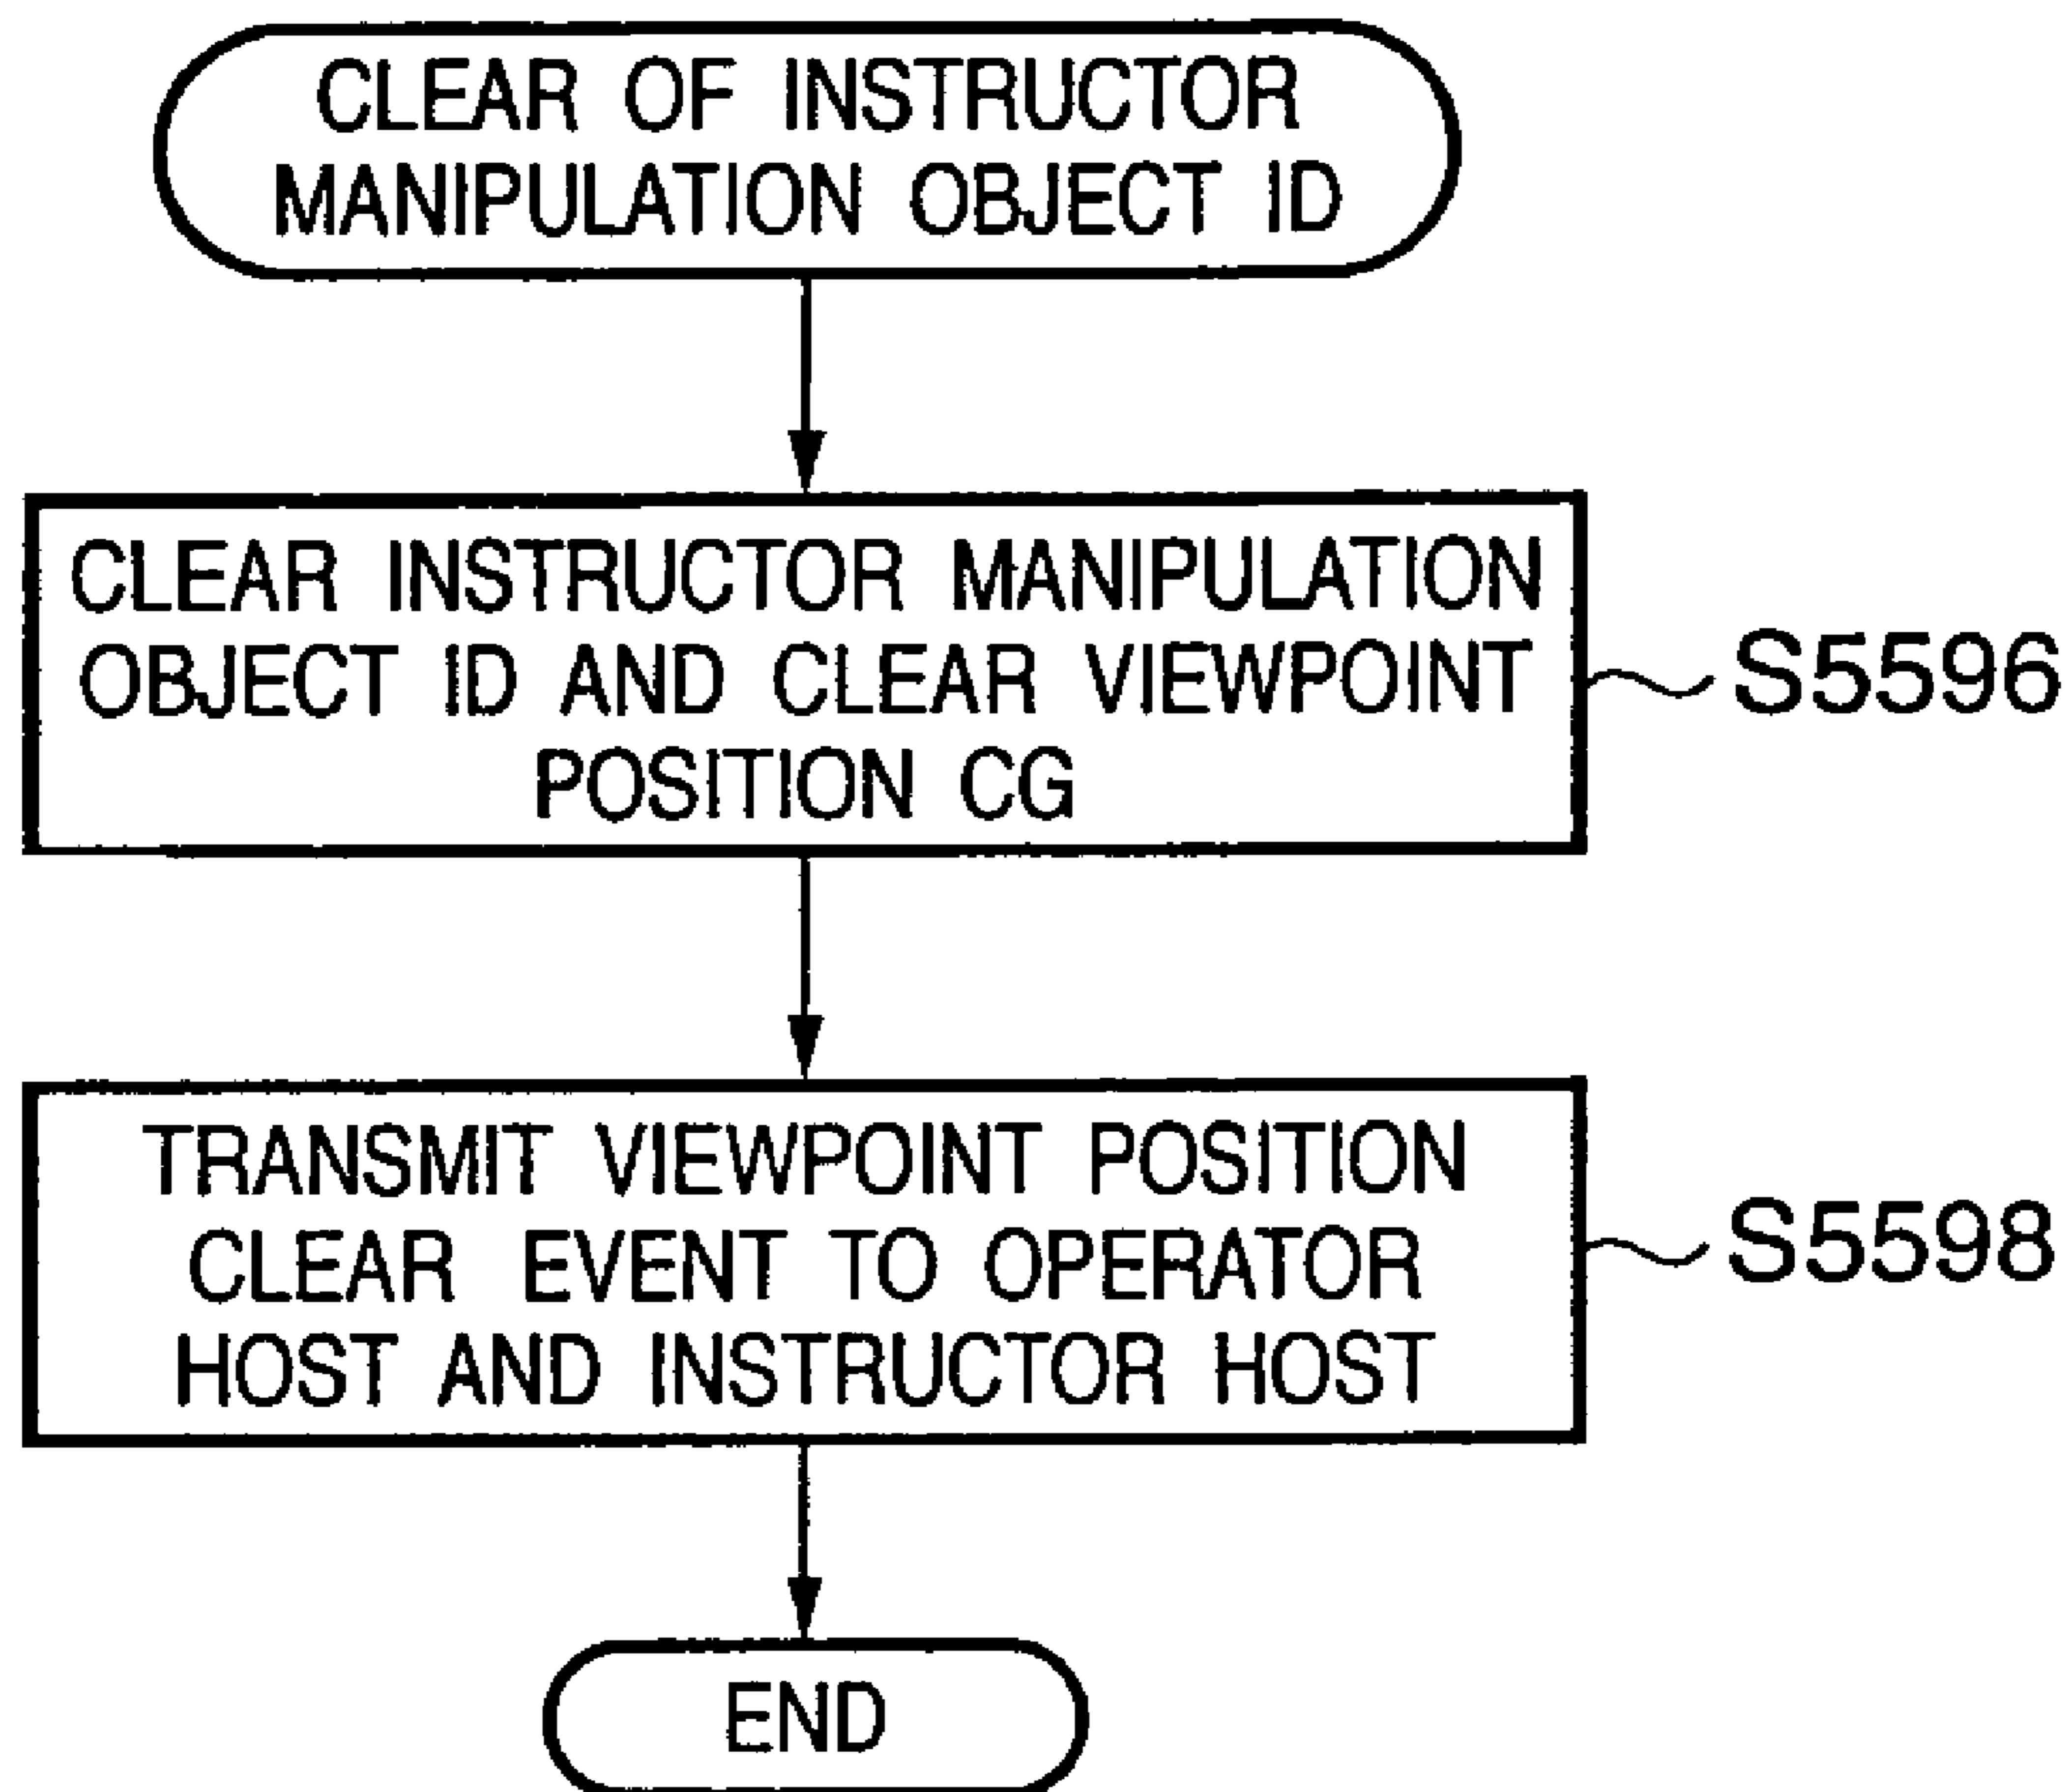 CLEAR OF INSTRUCTOR
MANIPULATION OBJECT ID
CLEAR INSTRUCTOR MANIPULATION
OBJECT ID AND CLEAR VIEWPOINT
POSITION CG
S5596
TRANSMIT VIEWPOINT POSITION
CLEAR EVENT TO OPERATOR
HOST AND INSTRUCTOR HOST
S5598
END